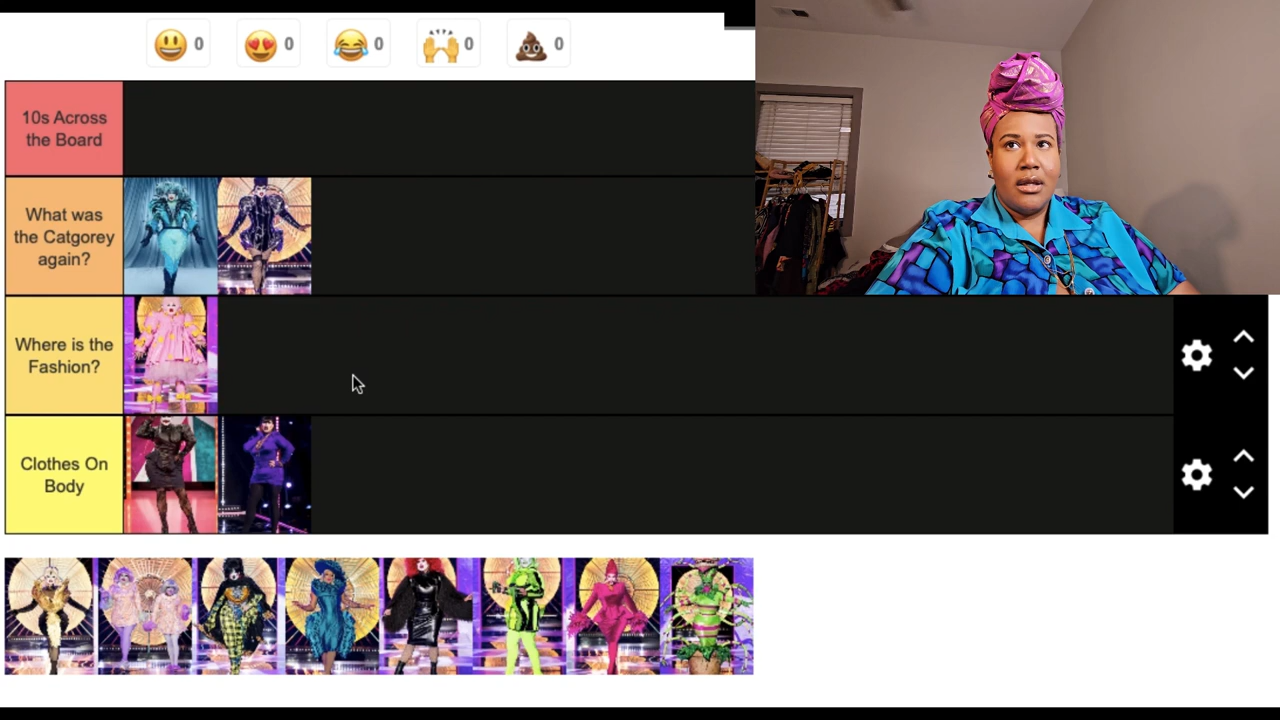 0
0
0
0
0
10s Across
the Board
What was
the Catgorey
again?
Where is the
Fashion?
Clothes On
Body